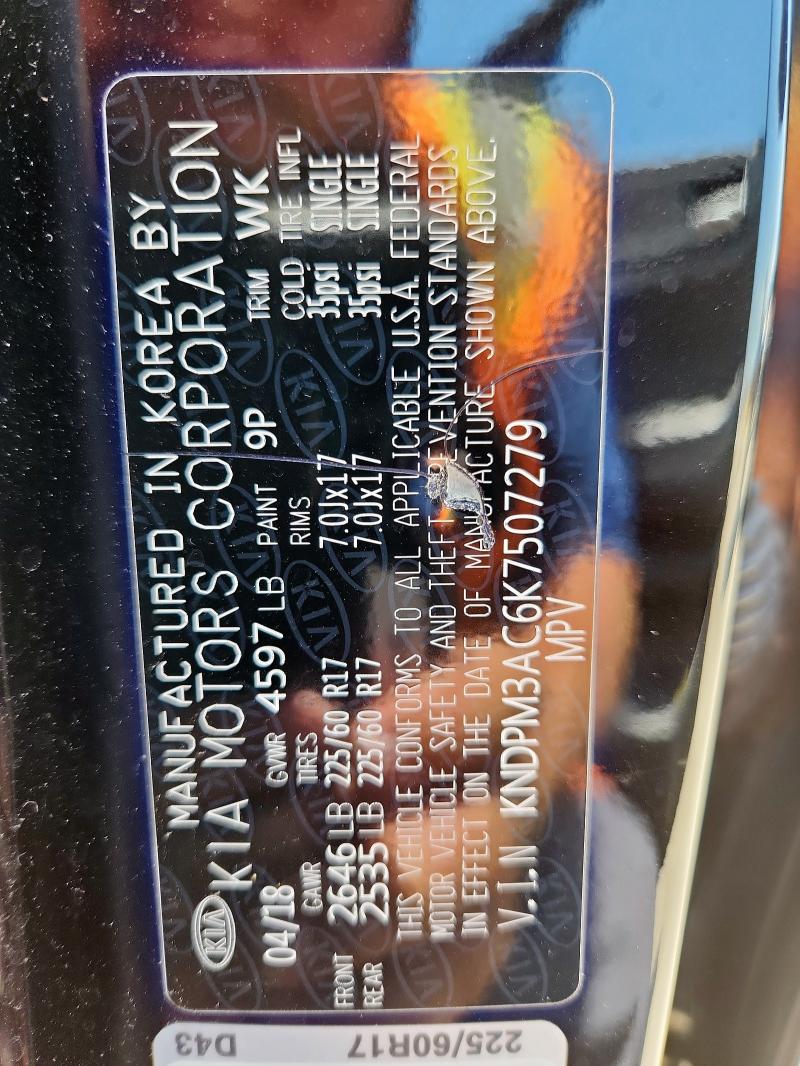 MANUFACTURED IN KOREA BY
KIA KIA MOTORS CORPORATION
04/18 GVWR 4597 LB PAINT 9P TRIM WK
GAWR TIRES RIMS COLD TIRE INFL
FRONT 2646 LB 225/60 R17 7.0Jx17 35psi SINGLE
REAR 2535 LB 225/60 R17 7.0Jx17 35psi SINGLE
THIS VEHICLE CONFORMS TO ALL APPLICABLE U.S.A. FEDERAL
MOTOR VEHICLE SAFETY AND THEFT PREVENTION STANDARDS
IN EFFECT ON THE DATE OF MANUFACTURE SHOWN ABOVE.
V.I.N KNDPM3AC6K7507279
MPV
225/60R17 D43